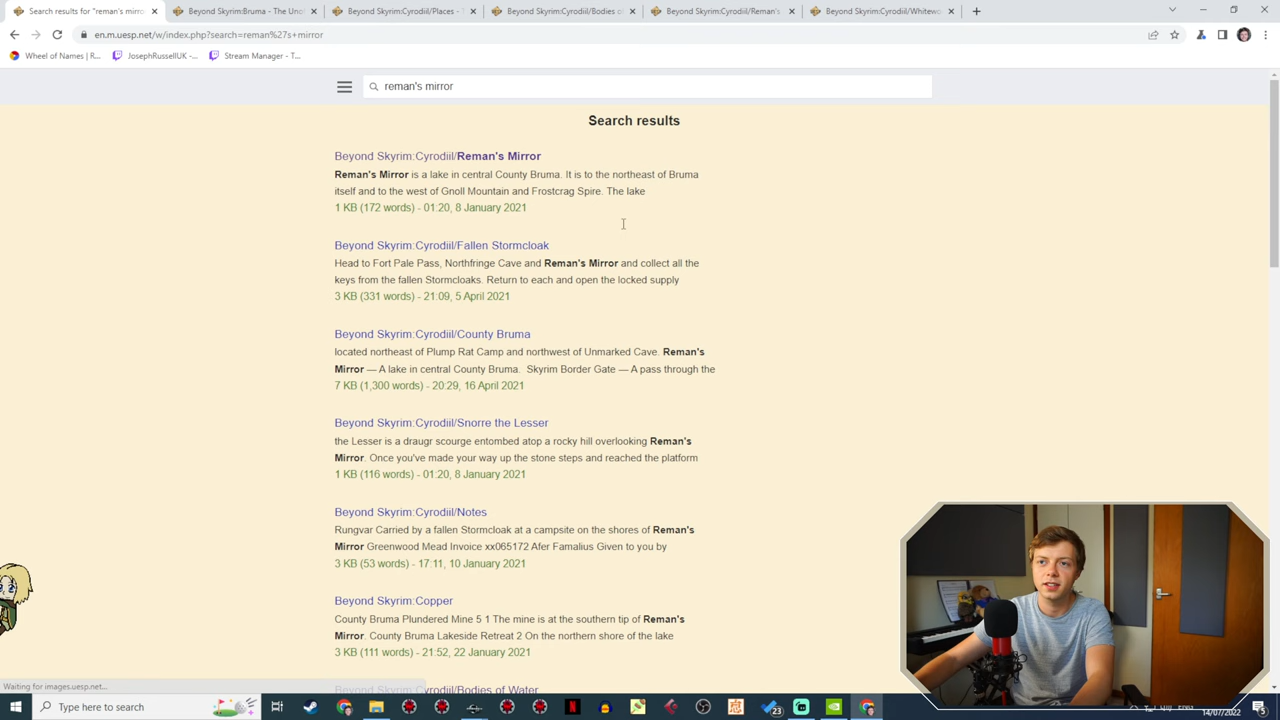 Search results for "reman's mirro
Beyond Skyrim:Bruma - The Uno
Beyond Skyrim:Cyrodiil/Places - T
Beyond Skyrim:Cyrodiil/Bodies of
Beyond Skyrim:Cyrodiil/Reman's
Beyond Skyrim:Cyrodiil/Whitewo
en.m.uesp.net/w/index.php?search=reman%27s+mirror
Wheel of Names | R...
JosephRussellUK -...
Stream Manager - T...
reman's mirror
Search results
Beyond Skyrim:Cyrodiil/Reman's Mirror
Reman's Mirror is a lake in central County Bruma. It is to the northeast of Bruma
itself and to the west of Gnoll Mountain and Frostcrag Spire. The lake
1 KB (172 words) - 01:20, 8 January 2021
Beyond Skyrim:Cyrodiil/Fallen Stormcloak
Head to Fort Pale Pass, Northfringe Cave and Reman's Mirror and collect all the
keys from the fallen Stormcloaks. Return to each and open the locked supply
3 KB (331 words) - 21:09, 5 April 2021
Beyond Skyrim:Cyrodiil/County Bruma
located northeast of Plump Rat Camp and northwest of Unmarked Cave. Reman's
Mirror — A lake in central County Bruma. Skyrim Border Gate — A pass through the
7 KB (1,300 words) - 20:29, 16 April 2021
Beyond Skyrim:Cyrodiil/Snorre the Lesser
the Lesser is a draugr scourge entombed atop a rocky hill overlooking Reman's
Mirror. Once you've made your way up the stone steps and reached the platform
1 KB (116 words) - 01:20, 8 January 2021
Beyond Skyrim:Cyrodiil/Notes
Rungvar Carried by a fallen Stormcloak at a campsite on the shores of Reman's
Mirror Greenwood Mead Invoice xx065172 Afer Famalius Given to you by
3 KB (53 words) - 17:11, 10 January 2021
Beyond Skyrim:Copper
County Bruma Plundered Mine 5 1 The mine is at the southern tip of Reman's
Mirror. County Bruma Lakeside Retreat 2 On the northern shore of the lake
3 KB (111 words) - 21:52, 22 January 2021
Beyond Skyrim:Cyrodiil/Bodies of Water
Waiting for images.uesp.net...
Type here to search
23
14/07/2022